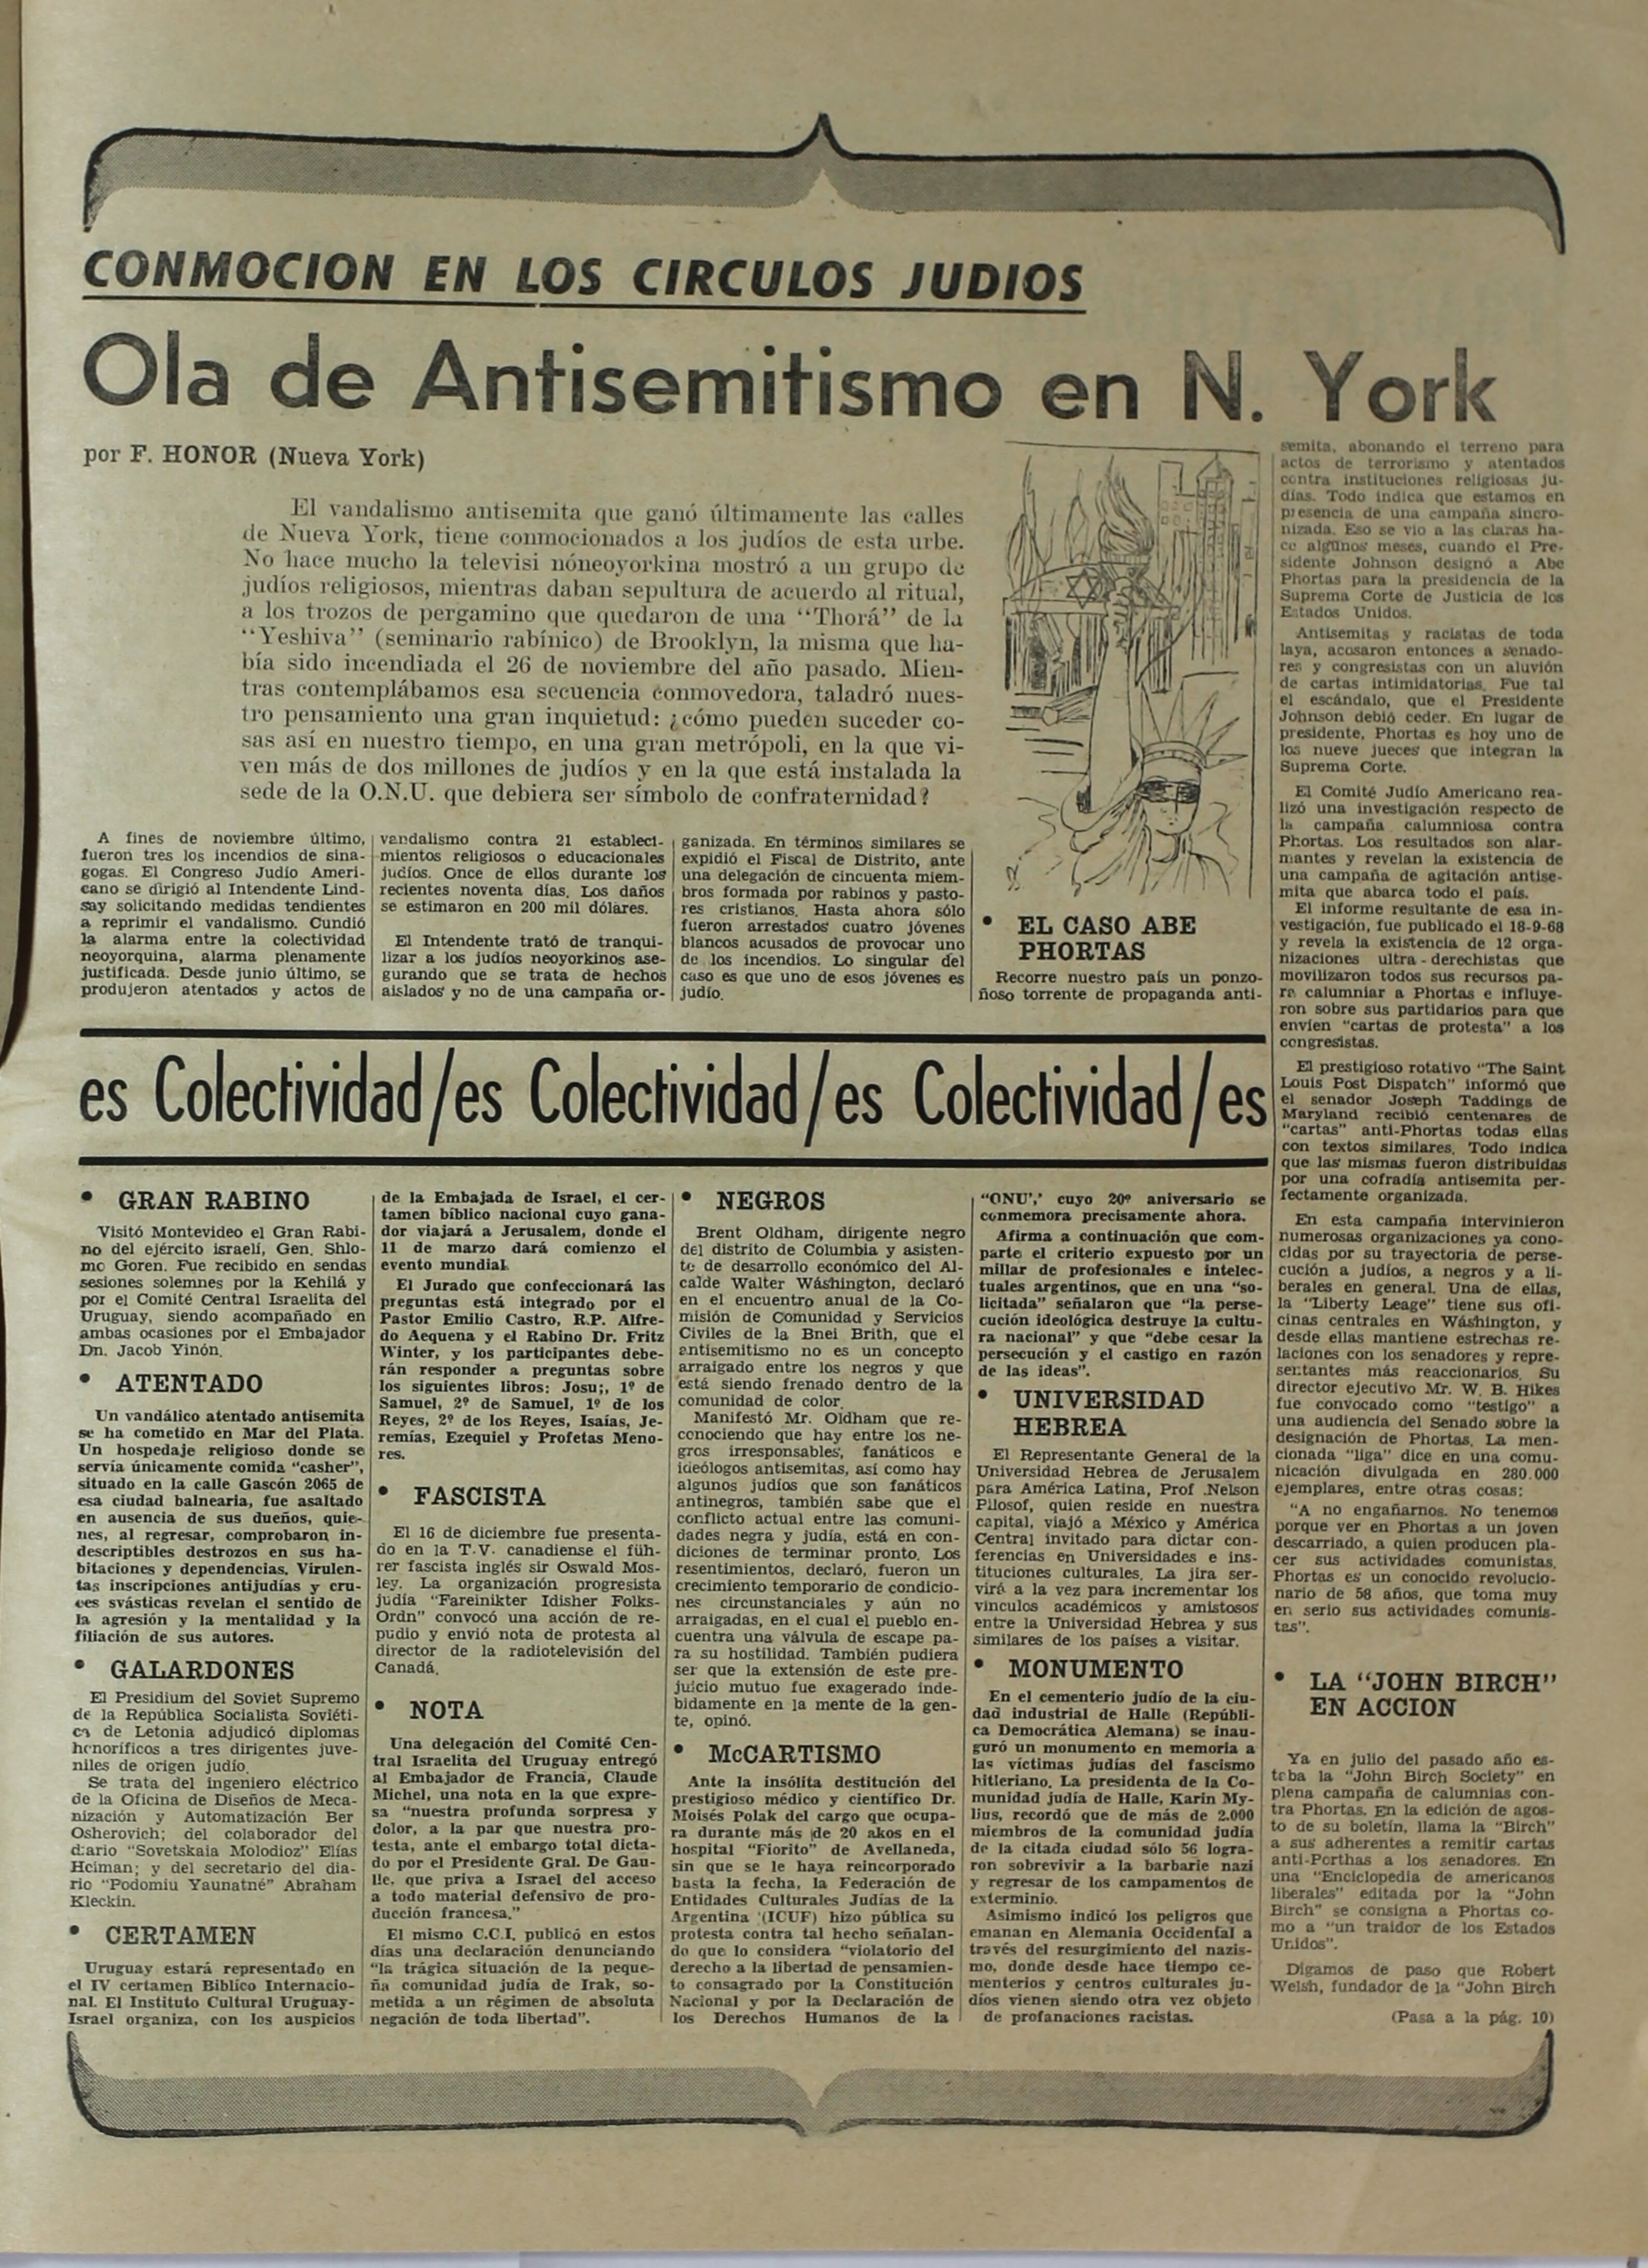 CONMOCION EN LOS CIRCULOS JUDIOS
Ola de Antisemitismo en N. York
por F. HONOR (Nueva York)
El vandalismo antisemita que ganó últimamente las calles
de Nueva York, tiene conmocionados a los judíos de esta urbe.
No hace mucho la televisi nóneoyorkina mostró a un grupo de
judíos religiosos, mientras daban sepultura de acuerdo al ritual,
a los trozos de pergamino que quedaron de una "Thorá" de la
"Yeshiva" (seminario rabínico) de Brooklyn, la misma que ha-
bía sido incendiada el 26 de noviembre del año pasado. Mien-
tras contemplábamos esa secuencia conmovedora, taladró nues-
tro pensamiento una gran inquietud: ¿cómo pueden suceder co-
sas así en nuestro tiempo, en una gran metrópoli, en la que vi-
ven más de dos millones de judíos y en la que está instalada la
sede de la O.N.U. que debiera ser símbolo de confraternidad?
A fines de noviembre último,
fueron tres los incendios de sina-
gogas. El Congreso Judío Ameri-
cano se dirigió al Intendente Lind-
say solicitando medidas tendientes
a reprimir el vandalismo. Cundió
la alarma entre la colectividad
neoyorquina, alarma plenamente
justificada. Desde junio último, se
produjeron atentados y actos de
vandalismo contra 21 estableci-
mientos religiosos o educacionales
judíos. Once de ellos durante los
recientes noventa días. Los daños
se estimaron en 200 mil dólares.
El Intendente trató de tranqui-
lizar a los judíos neoyorkinos ase-
gurando que se trata de hechos
aislados y no de una campaña or-
ganizada. En términos similares se
expidió el Fiscal de Distrito, ante
una delegación de cincuenta miem-
bros formada por rabinos y pasto-
res cristianos. Hasta ahora sólo
fueron arrestados cuatro jóvenes
blancos acusados de provocar uno
de los incendios. Lo singular del
caso es que uno de esos jóvenes es
judío.
• EL CASO ABE
PHORTAS
Recorre nuestro país un ponzo-
ñoso torrente de propaganda anti-
semita, abonando el terreno para
actos de terrorismo y atentados
contra instituciones religiosas ju-
días. Todo indica que estamos en
presencia de una campaña sincro-
nizada. Eso se vio a las claras ha-
ce algunos meses, cuando el Pre-
sidente Johnson designó a Abe
Phortas para la presidencia de la
Suprema Corte de Justicia de los
Estados Unidos.
Antisemitas y racistas de toda
laya, acusaron entonces a senado-
res y congresistas con un aluvión
de cartas intimidatorias. Fue tal
el escándalo, que el Presidente
Johnson debió ceder. En lugar de
presidente, Phortas es hoy uno de
los nueve jueces que integran la
Suprema Corte.
El Comité Judío Americano rea-
lizó una investigación respecto de
la campaña calumniosa contra
Phortas. Los resultados son alar-
mantes y revelan la existencia de
una campaña de agitación antise-
mita que abarca todo el país.
El informe resultante de esa in-
vestigación, fue publicado el 18-9-68
y revela la existencia de 12 orga-
nizaciones ultra - derechistas que
movilizaron todos sus recursos pa-
ra calumniar a Phortas e influye-
ron sobre sus partidarios para que
envíen "cartas de protesta" a los
congresistas.
El prestigioso rotativo "The Saint
Louis Post Dispatch" informó que
el senador Joseph Taddings de
Maryland recibió centenares de
"cartas" anti-Phortas todas ellas
con textos similares. Todo indica
que las mismas fueron distribuidas
por una cofradía antisemita per-
fectamente organizada.
En esta campaña intervinieron
numerosas organizaciones ya cono-
cidas por su trayectoria de perse-
cución a judíos, a negros y a li-
berales en general. Una de ellas,
la "Liberty Leage" tiene sus ofi-
cinas centrales en Wáshington, y
desde ellas mantiene estrechas re-
laciones con los senadores y repre-
sentantes más reaccionarios. Su
director ejecutivo Mr. W. B. Hikes
fue convocado como "testigo" a
una audiencia del Senado sobre la
designación de Phortas. La men-
cionada "liga" dice en una comu-
nicación divulgada en 280.000
ejemplares, entre otras cosas:
"A no engañarnos. No tenemos
porque ver en Phortas a un joven
descarriado, a quien producen pla-
cer sus actividades comunistas.
Phortas es un conocido revolucio-
nario de 58 años, que toma muy
en serio sus actividades comunis-
tas".
• LA "JOHN BIRCH"
EN ACCION
Ya en julio del pasado año es-
taba la "John Birch Society" en
plena campaña de calumnias con-
tra Phortas. En la edición de agos-
to de su boletín, llama la "Birch"
a sus adherentes a remitir cartas
anti-Porthas a los senadores. En
una "Enciclopedia de americanos
liberales" editada por la "John
Birch" se consigna a Phortas co-
mo a "un traidor de los Estados
Unidos".
Digamos de paso que Robert
Welsh, fundador de la "John Birch
(Pasa a la pág. 10)
es Colectividad/es Colectividad/es Colectividad/es
• GRAN RABINO
Visitó Montevideo el Gran Rabi-
no del ejército israelí, Gen. Shlo-
mo Goren. Fue recibido en sendas
sesiones solemnes por la Kehilá y
por el Comité Central Israelita del
Uruguay, siendo acompañado en
ambas ocasiones por el Embajador
Dn. Jacob Yinón.
• ATENTADO
Un vandálico atentado antisemita
se ha cometido en Mar del Plata.
Un hospedaje religioso donde se
servía únicamente comida "casher",
situado en la calle Gascón 2065 de
esa ciudad balnearia, fue asaltado
en ausencia de sus dueños, quie-
nes, al regresar, comprobaron in-
descriptibles destrozos en sus ha-
bitaciones y dependencias. Virulen-
tas inscripciones antijudías y cru-
ces svásticas revelan el sentido de
la agresión y la mentalidad y la
filiación de sus autores.
• GALARDONES
El Presidium del Soviet Supremo
de la República Socialista Soviéti-
ca de Letonia adjudicó diplomas
honoríficos a tres dirigentes juve-
niles de origen judío.
Se trata del ingeniero eléctrico
de la Oficina de Diseños de Meca-
nización y Automatización Ber
Osherovich; del colaborador del
diario "Sovetskaia Molodioz" Elías
Heiman; y del secretario del dia-
rio "Podomiu Yaunatné" Abraham
Kleckin.
• CERTAMEN
Uruguay estará representado en
el IV certamen Biblíco Internacio-
nal. El Instituto Cultural Uruguay-
Israel organiza, con los auspicios
de la Embajada de Israel, el cer-
tamen bíblico nacional cuyo gana-
dor viajará a Jerusalem, donde el
11 de marzo dará comienzo el
evento mundial.
El Jurado que confeccionará las
preguntas está integrado por el
Pastor Emilio Castro, R.P. Alfre-
do Aequena y el Rabino Dr. Fritz
Winter, y los participantes debe-
rán responder a preguntas sobre
los siguientes libros: Josu;, 1º de
Samuel, 2º de Samuel, 1º de los
Reyes, 2º de los Reyes, Isaías, Je-
remías, Ezequiel y Profetas Meno-
res.
• FASCISTA
El 16 de diciembre fue presenta-
do en la T.V. canadiense el füh-
rer fascista inglés sir Oswald Mos-
ley. La organización progresista
judía "Fareinikter Idisher Folks-
Ordn" convocó una acción de re-
pudio y envió nota de protesta al
director de la radiotelevisión del
Canadá.
• NOTA
Una delegación del Comité Cen-
tral Israelita del Uruguay entregó
al Embajador de Francia, Claude
Michel, una nota en la que expre-
sa "nuestra profunda sorpresa y
dolor, a la par que nuestra pro-
testa, ante el embargo total dicta-
do por el Presidente Gral. De Gau-
lle, que priva a Israel del acceso
a todo material defensivo de pro-
ducción francesa."
El mismo C.C.I. publicó en estos
días una declaración denunciando
"la trágica situación de la peque-
ña comunidad judía de Irak, so-
metida a un régimen de absoluta
negación de toda libertad".
• NEGROS
Brent Oldham, dirigente negro
del distrito de Columbia y asisten-
te de desarrollo económico del Al-
calde Walter Wáshington, declaró
en el encuentro anual de la Co-
misión de Comunidad y Servicios
Civiles de la Bnei Brith, que el
antisemitismo no es un concepto
arraigado entre los negros y que
está siendo frenado dentro de la
comunidad de color.
Manifestó Mr. Oldham que re-
conociendo que hay entre los ne-
gros irresponsables, fanáticos e
ideólogos antisemitas, así como hay
algunos judíos que son fanáticos
antinegros, también sabe que el
conflicto actual entre las comuni-
dades negra y judía, está en con-
diciones de terminar pronto. Los
resentimientos, declaró, fueron un
crecimiento temporario de condicio-
nes circunstanciales y aún no
arraigadas, en el cual el pueblo en-
cuentra una válvula de escape pa-
ra su hostilidad. También pudiera
ser que la extensión de este pre-
juicio mutuo fue exagerado inde-
bidamente en la mente de la gen-
te, opinó.
• McCARTISMO
Ante la insólita destitución del
prestigioso médico y científico Dr.
Moisés Polak del cargo que ocupa-
ra durante más de 20 akos en el
hospital "Fiorito" de Avellaneda,
sin que se le haya reincorporado
basta la fecha, la Federación de
Entidades Culturales Judías de la
Argentina (ICUF) hizo pública su
protesta contra tal hecho señalan-
do que lo considera "violatorio del
derecho a la libertad de pensamien-
to consagrado por la Constitución
Nacional y por la Declaración de
los Derechos Humanos de la
"ONU',' cuyo 20º aniversario se
conmemora precisamente ahora.
Afirma a continuación que com-
parte el criterio expuesto por un
millar de profesionales e intelec-
tuales argentinos, que en una "so-
licitada" señalaron que "la perse-
cución ideológica destruye la cultu-
ra nacional" y que "debe cesar la
persecución y el castigo en razón
de las ideas".
• UNIVERSIDAD
HEBREA
El Representante General de la
Universidad Hebrea de Jerusalem
para América Latina, Prof .Nelson
Pilosof, quien reside en nuestra
capital, viajó a México y América
Central invitado para dictar con-
ferencias en Universidades e ins-
tituciones culturales. La jira ser-
virá a la vez para incrementar los
vínculos académicos y amistosos
entre la Universidad Hebrea y sus
similares de los países a visitar.
• MONUMENTO
En el cementerio judío de la ciu-
dad industrial de Halle (Repúbli-
ca Democrática Alemana) se inau-
guró un monumento en memoria a
las víctimas judías del fascismo
hitleriano. La presidenta de la Co-
munidad judía de Halle, Karin My-
lius, recordó que de más de 2.000
miembros de la comunidad judía
de la citada ciudad sólo 56 logra-
ron sobrevivir a la barbarie nazi
y regresar de los campamentos de
exterminio.
Asimismo indicó los peligros que
emanan en Alemania Occidental a
través del resurgimiento del nazis-
mo, donde desde hace tiempo ce-
menterios y centros culturales ju-
díos vienen siendo otra vez objeto
de profanaciones racistas.